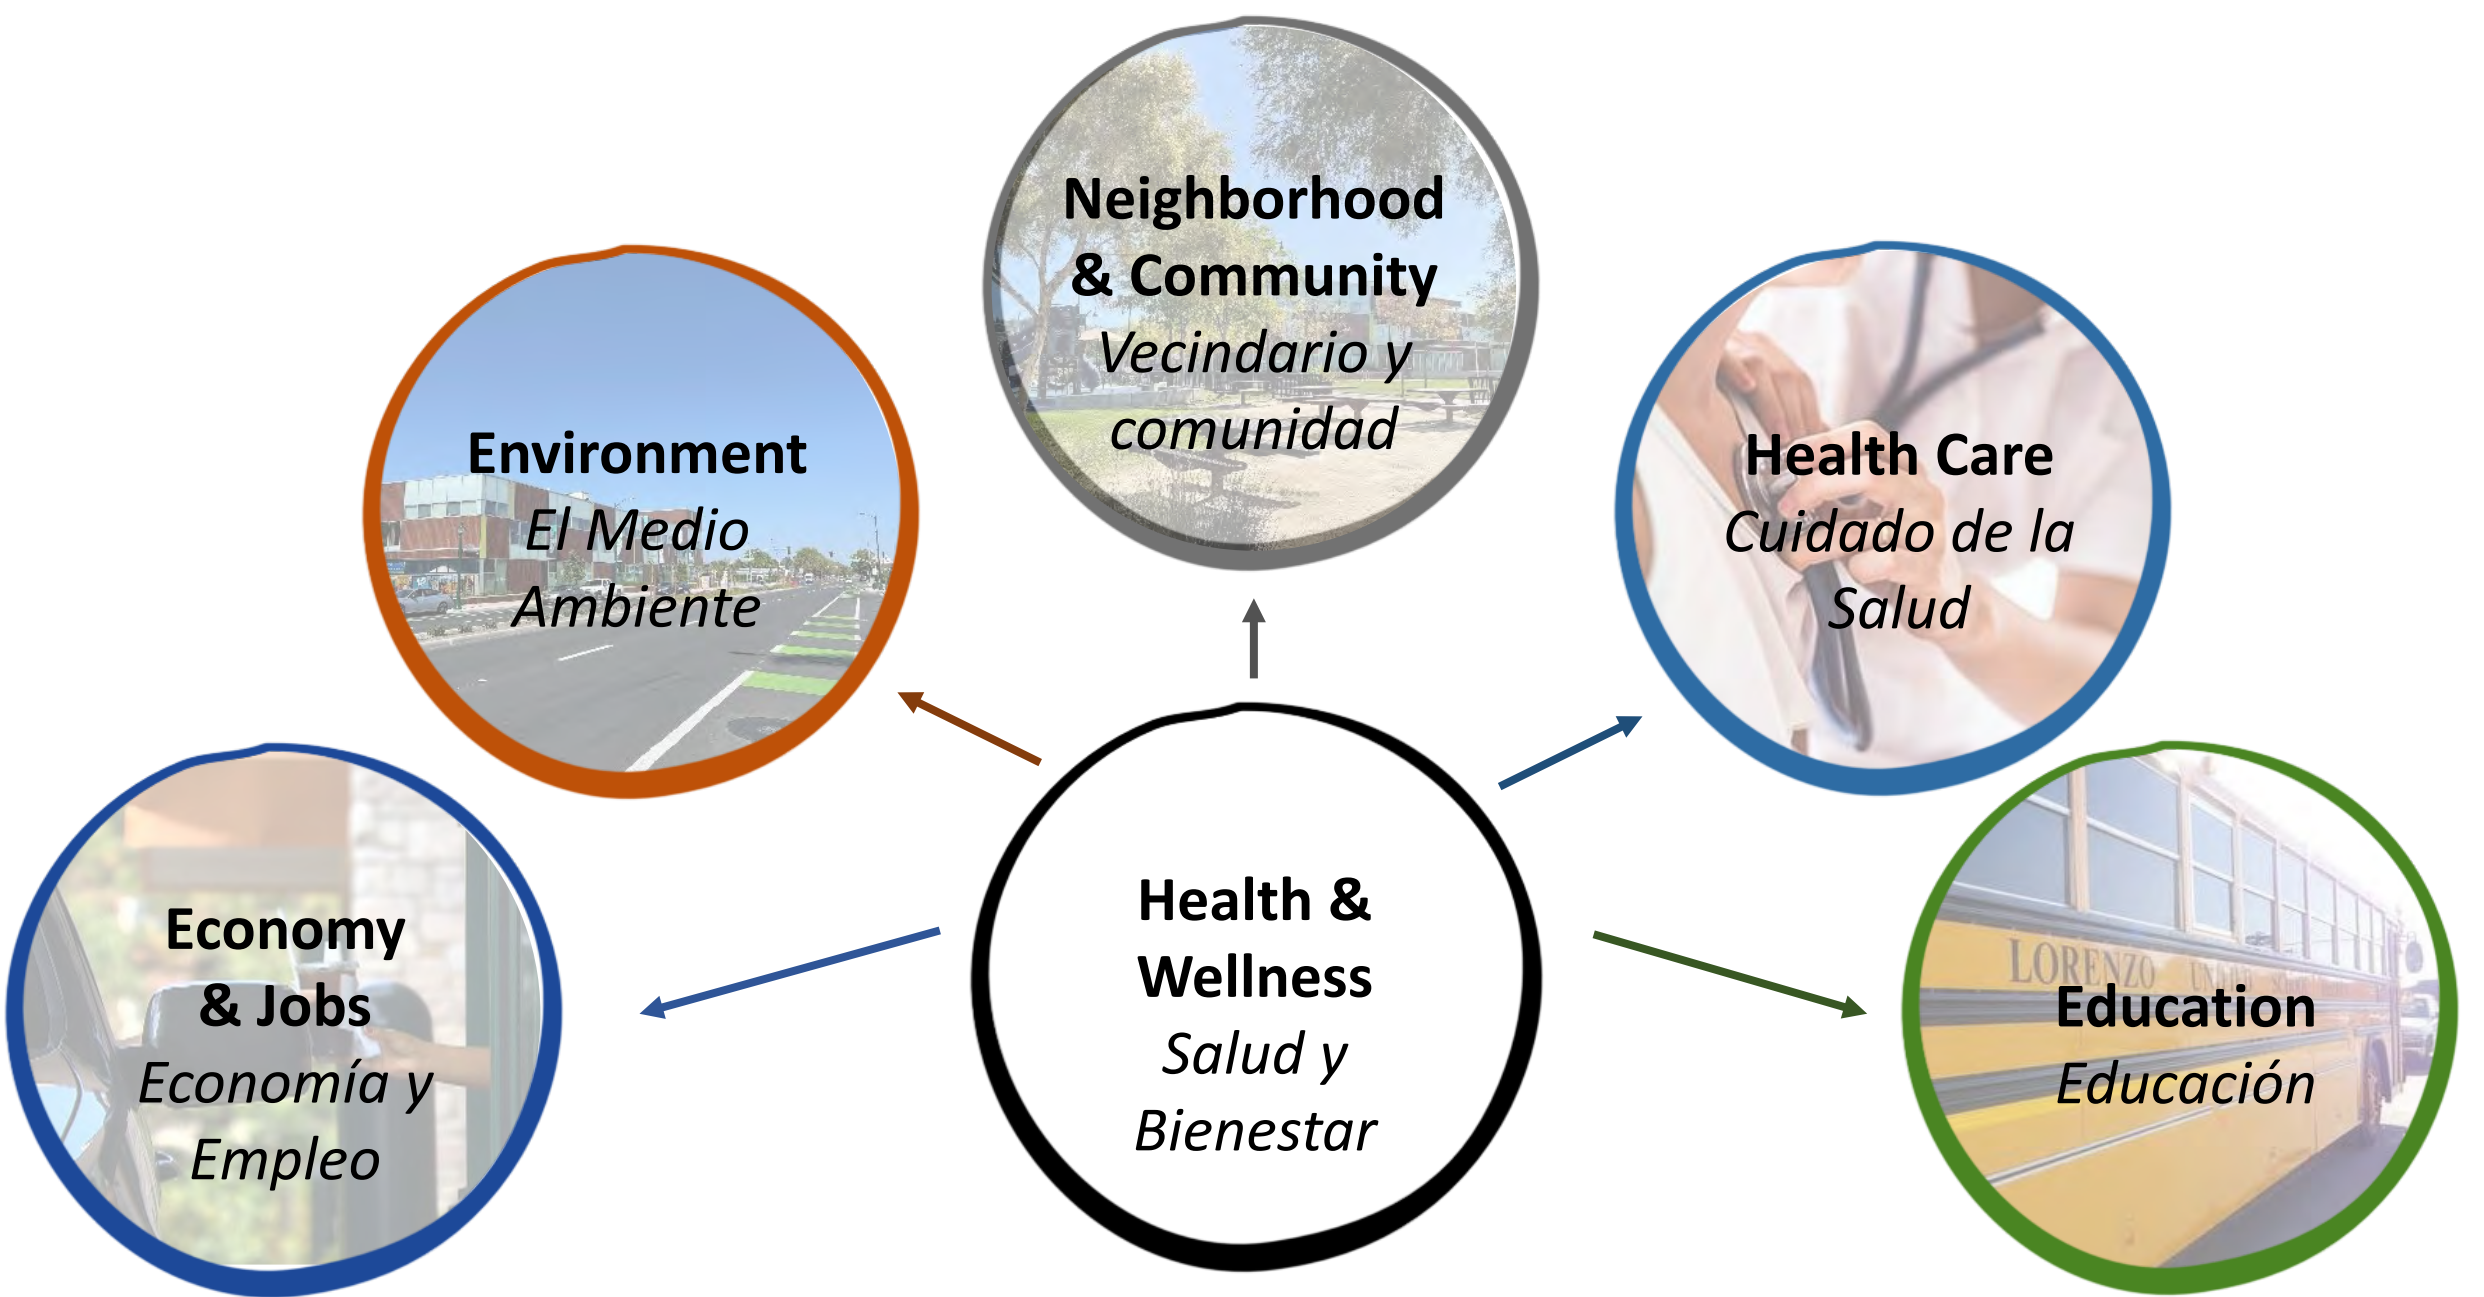 Neighborhood
& Community
Vecindario y
comunidad
Environment
El Medio
Ambiente
Health Care
Cuidado de la
Salud
Economy
& Jobs
Economía y
Empleo
Health &
Wellness
Salud y
Bienestar
LORENZO
Education
Educación